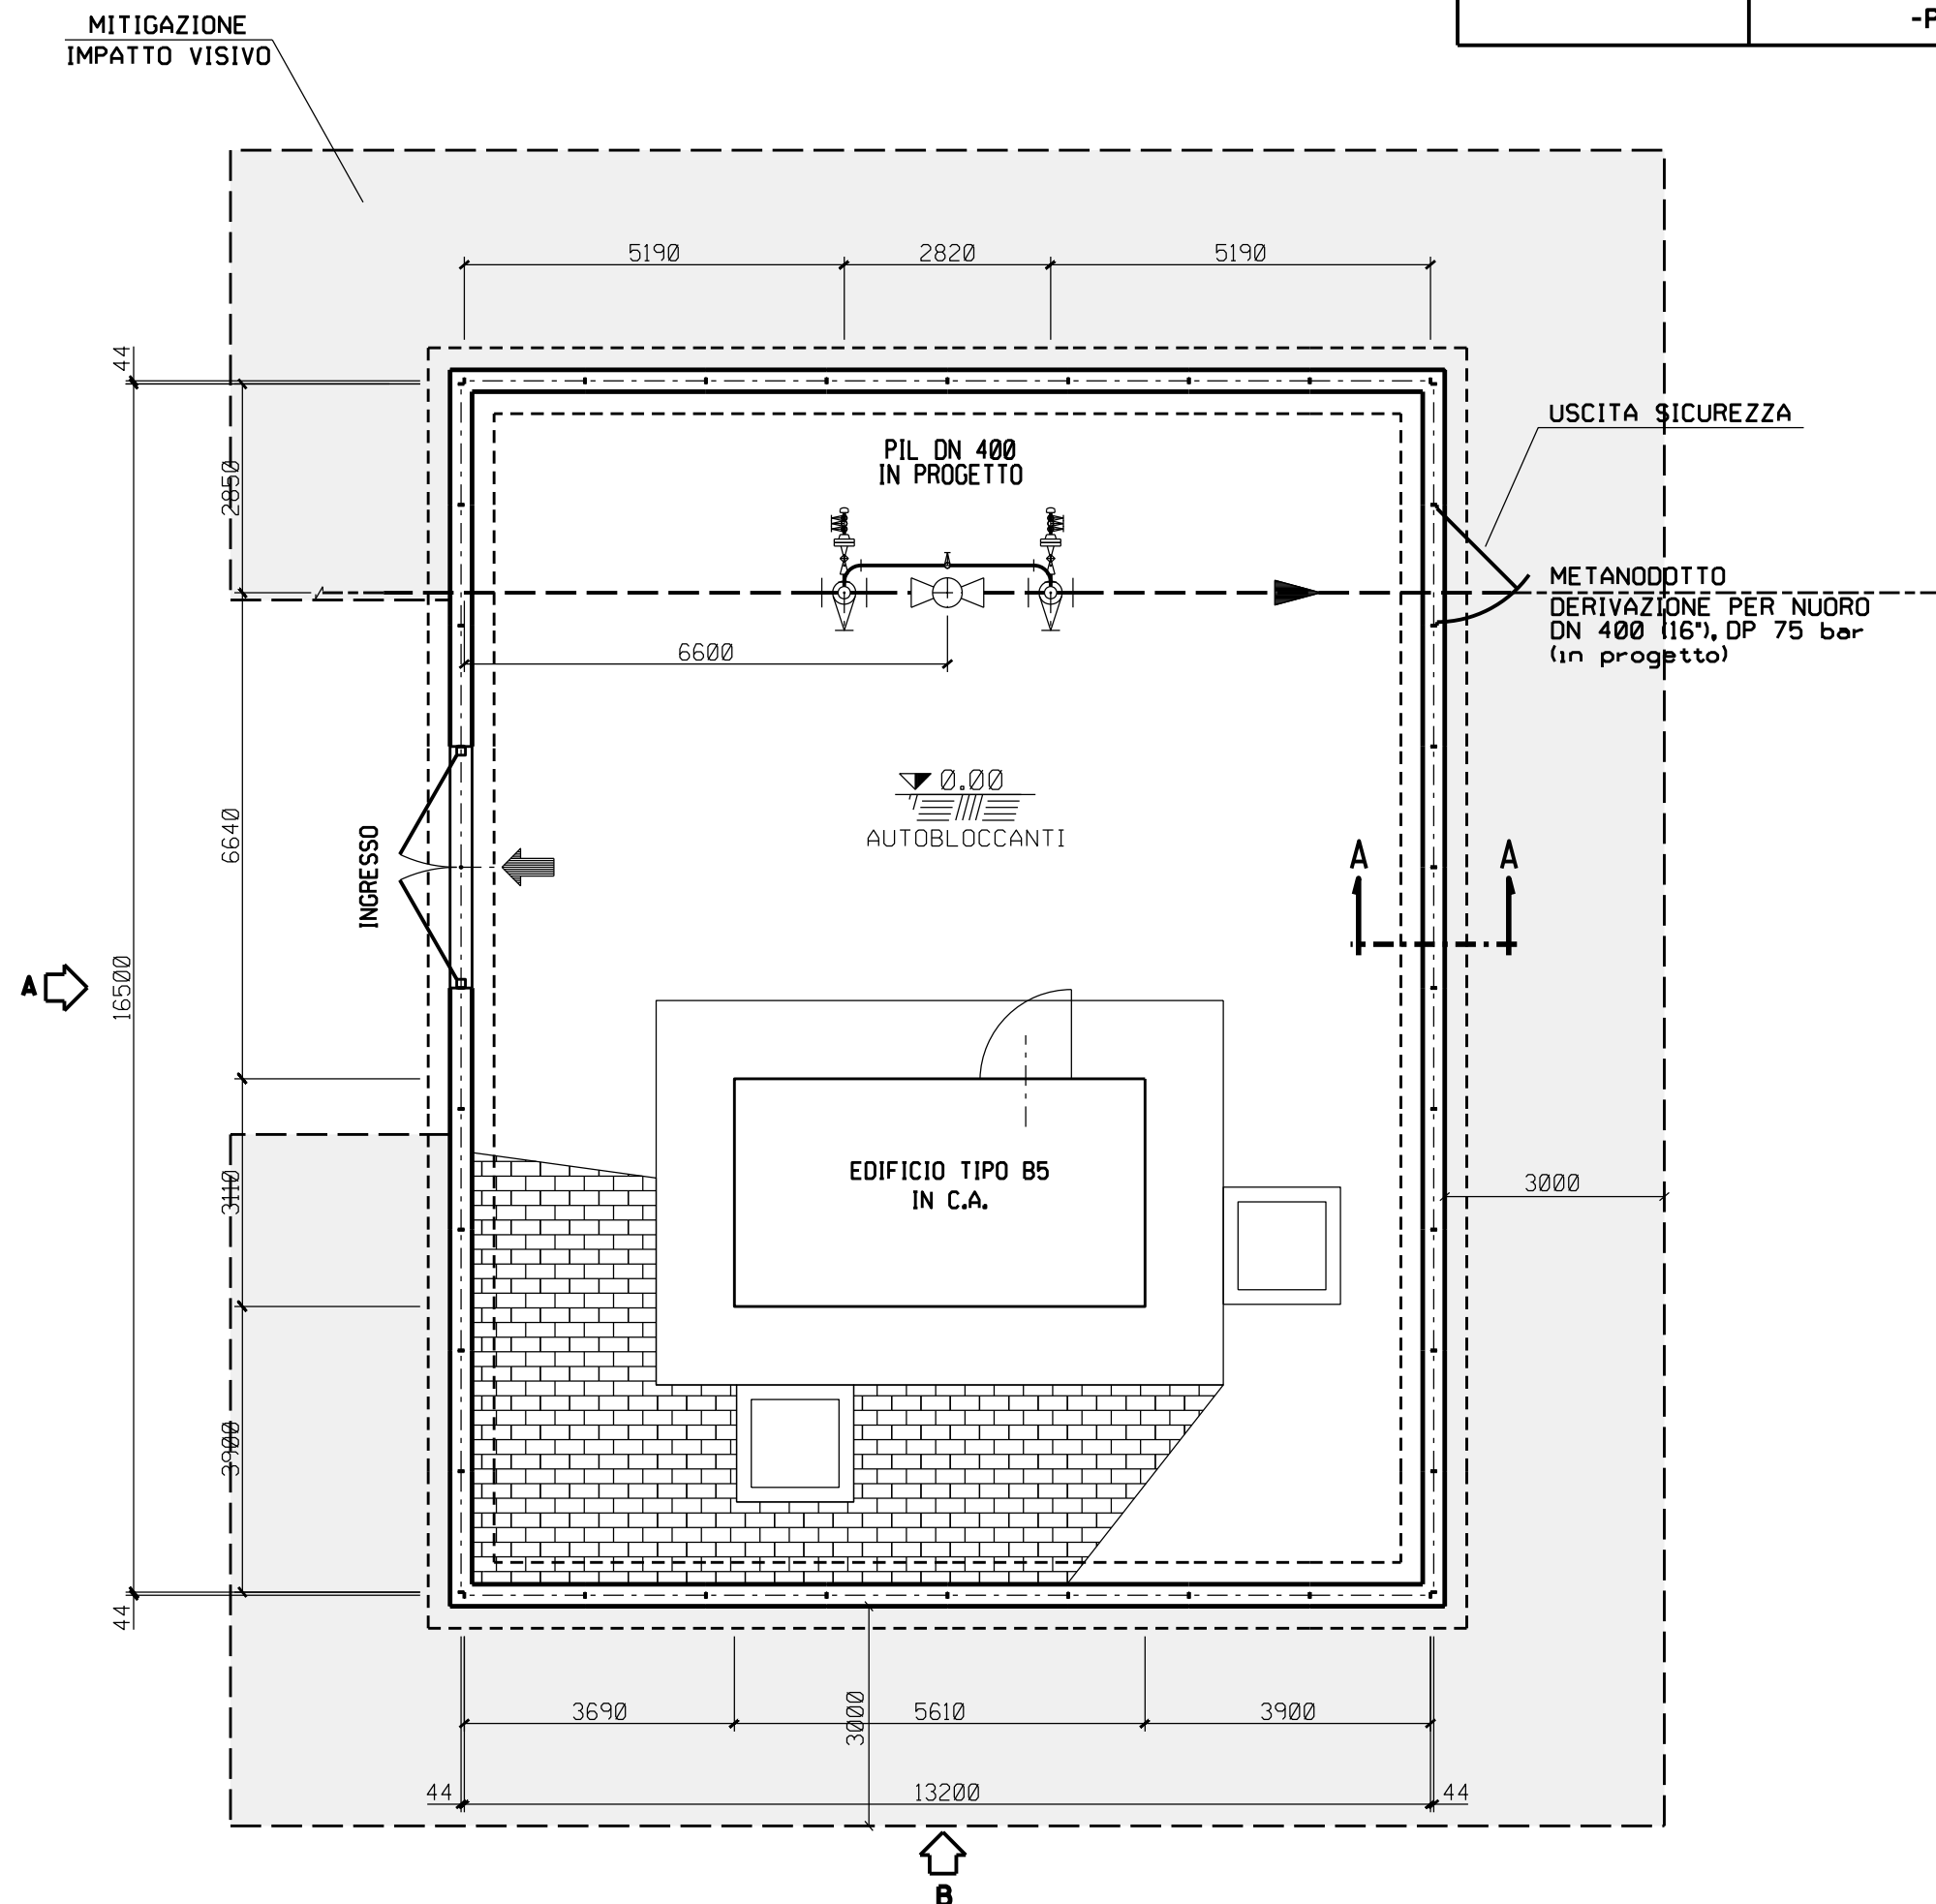 MITIGAZIONE
IMPATTO VISIVO
-P
5190
2820
5190
44
2850
USCITA SICUREZZA
PIL DN 400
IN PROGETTO
METANODOTTO
DERIVAZIONE PER NUORO
DN 400 (16"), DP 75 bar
(in progetto)
6600
0.00
AUTOBLOCCANTI
6640
INGRESSO
A
A
A
16500
EDIFICIO TIPO B5
IN C.A.
3110
3000
3900
44
3690
3000
5610
3900
44
13200
44
B